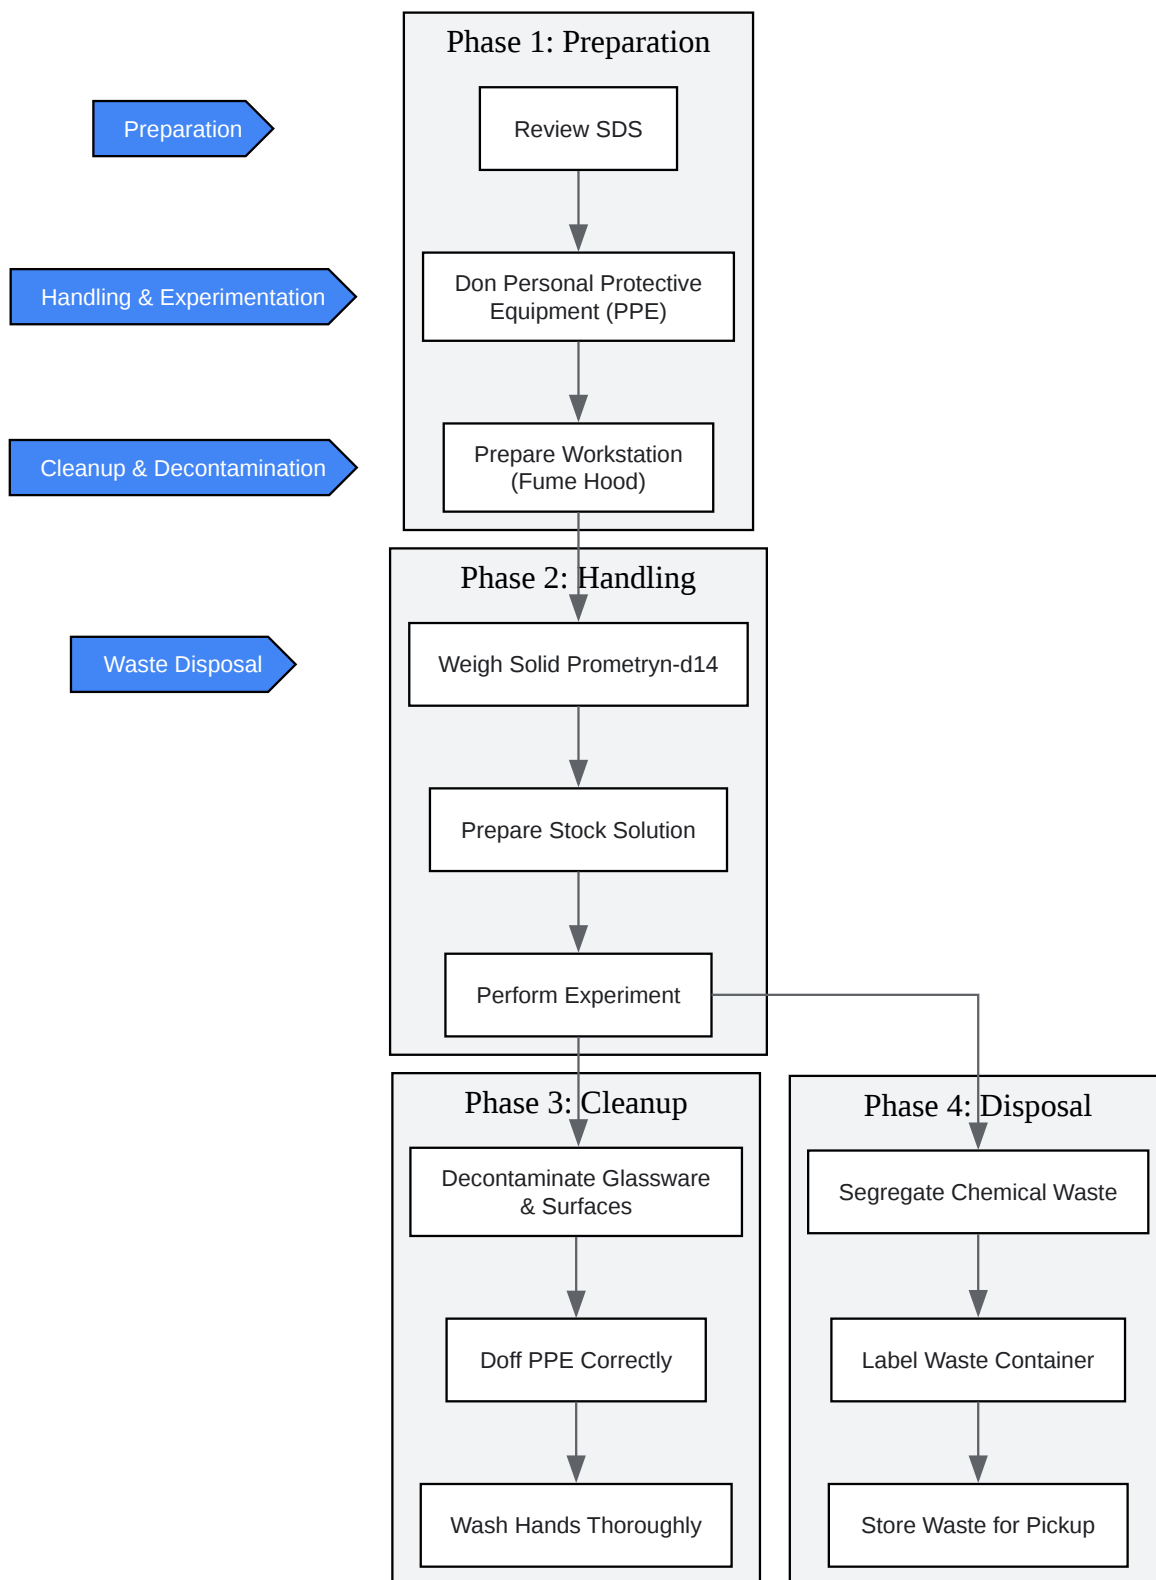 Phase 1: Preparation
Preparation
Review SDS
Handling & Experimentation
Don Personal Protective
Equipment (PPE)
Cleanup & Decontamination
Prepare Workstation
(Fume Hood)
Phase 2: Handling
Waste Disposal
Weigh Solid Prometryn-d14
Prepare Stock Solution
Perform Experiment
Phase 3: Cleanup
Decontaminate Glassware
& Surfaces
Doff PPE Correctly
Wash Hands Thoroughly
Phase 4: Disposal
Segregate Chemical Waste
Label Waste Container
Store Waste for Pickup